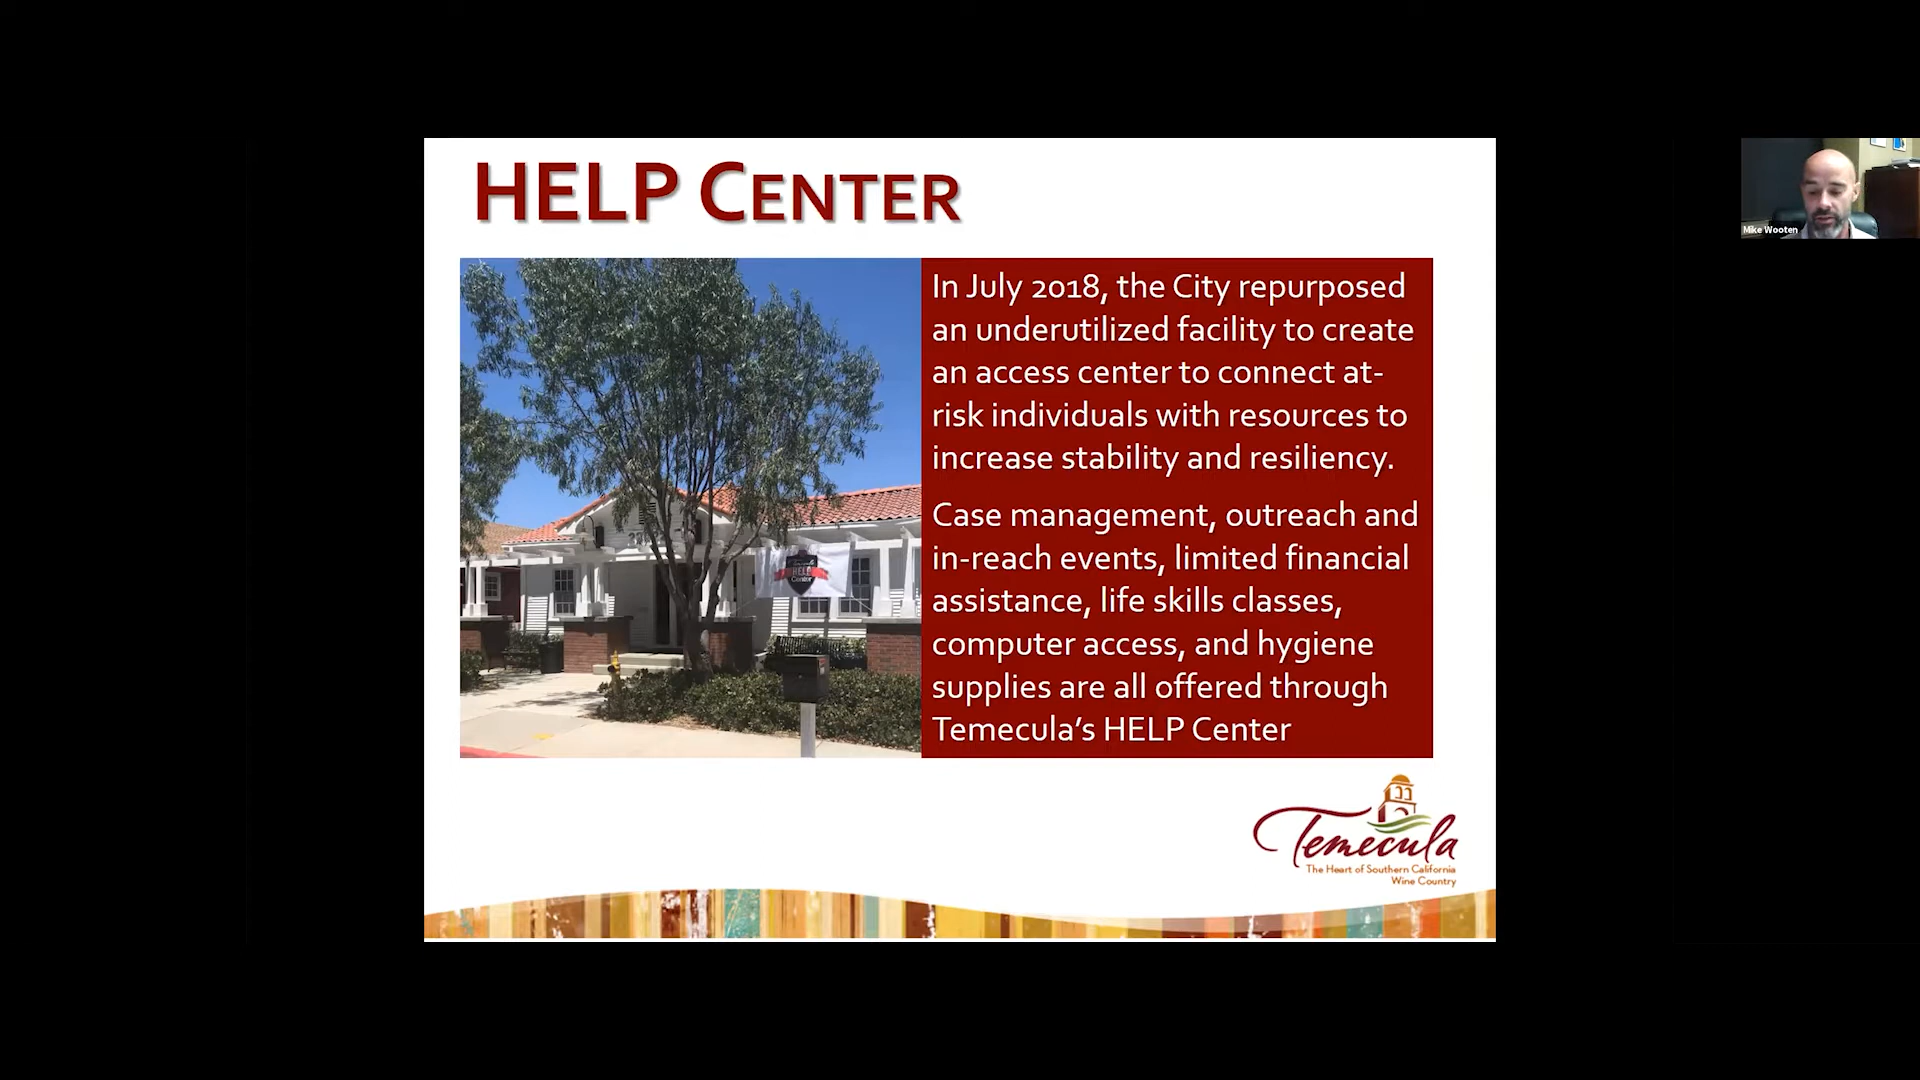 HELP CENTER
In July 2018, the City repurposed
an underutilized facility to create
an access center to connect at-
risk individuals with resources to
increase stability and resiliency.
Case management, outreach and
in-reach events, limited financial
assistance, life skills classes,
computer access, and hygiene
supplies are all offered through
Temecula’s HELP Center
Temecula
HELP
Center
Temecula
The Heart of Southern California
Wine Country
Mike Wooten